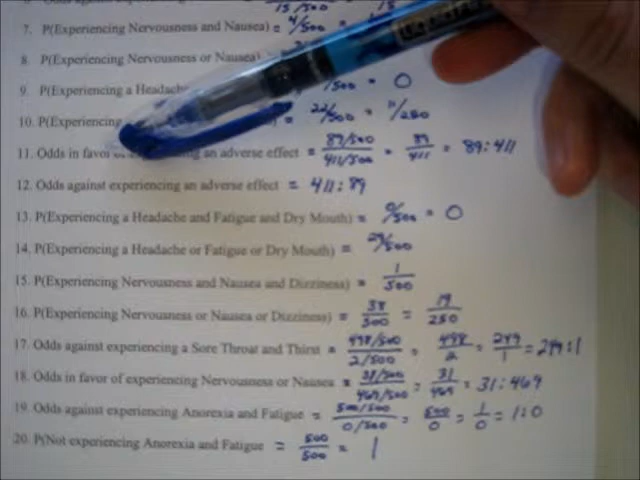 15/500
7. P(Experiencing Nervousness and Nausea) = 4/500
8. P(Experiencing Nervousness or Nausea)
9. P(Experiencing a Headache /500 = 0
10. P(Experiencing = 22/500 = 11/250
11. Odds in favor an adverse effect = 89/500 / 411/500 = 89/411 = 89:411
12. Odds against experiencing an adverse effect = 411:89
13. P(Experiencing a Headache and Fatigue and Dry Mouth) = 0/500 = 0
14. P(Experiencing a Headache or Fatigue or Dry Mouth) = /500
15. P(Experiencing Nervousness and Nausea and Dizziness) = 1/500
16. P(Experiencing Nervousness or Nausea or Dizziness) = 38/500 = 19/250
17. Odds against experiencing a Sore Throat and Thirst = 498/500 / 2/500 = 498/2 = 249/1 = 249:1
18. Odds in favor of experiencing Nervousness or Nausea = 31/500 / 469/500 = 31/469 = 31:469
19. Odds against experiencing Anorexia and Fatigue = 500/500 / 0/500 = 500/0 = 1/0 = 1:0
20. P(Not experiencing Anorexia and Fatigue = 500/500 = 1